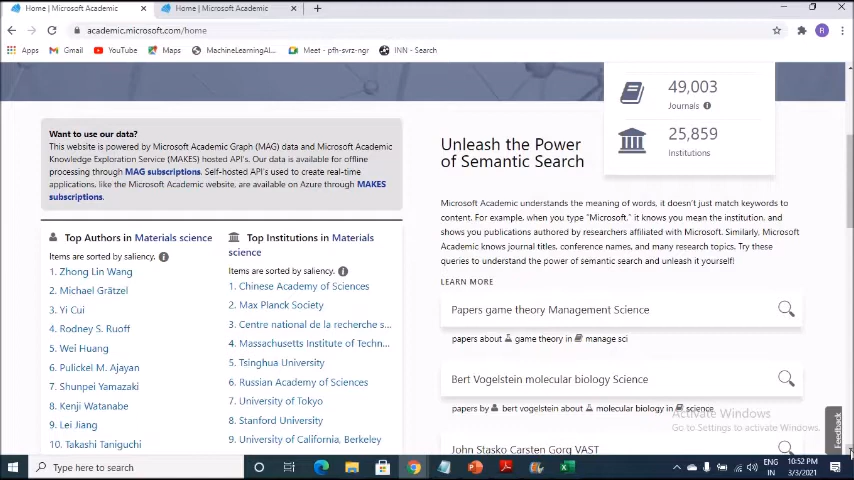 Home | Microsoft Academic
Home | Microsoft Academic
academic.microsoft.com/home
Apps
Gmail
YouTube
Maps
MachineLearningAI...
Meet - pfh-svrz-ngr
INN - Search
49,003
Journals
25,859
Institutions
Want to use our data?
This website is powered by Microsoft Academic Graph (MAG) data and Microsoft Academic
Knowledge Exploration Service (MAKES) hosted API's. Our data is available for offline
processing through MAG subscriptions. Self-hosted API's used to create real-time
applications, like the Microsoft Academic website, are available on Azure through MAKES
subscriptions.
Top Authors in Materials science
Items are sorted by saliency.
1. Zhong Lin Wang
2. Michael Grätzel
3. Yi Cui
4. Rodney S. Ruoff
5. Wei Huang
6. Pulickel M. Ajayan
7. Shunpei Yamazaki
8. Kenji Watanabe
9. Lei Jiang
10. Takashi Taniguchi
Top Institutions in Materials
science
Items are sorted by saliency.
1. Chinese Academy of Sciences
2. Max Planck Society
3. Centre national de la recherche s...
4. Massachusetts Institute of Techn...
5. Tsinghua University
6. Russian Academy of Sciences
7. University of Tokyo
8. Stanford University
9. University of California, Berkeley
Unleash the Power
of Semantic Search
Microsoft Academic understands the meaning of words, it doesn't just match keywords to
content. For example, when you type "Microsoft," it knows you mean the institution, and
shows you publications authored by researchers affiliated with Microsoft. Similarly, Microsoft
Academic knows journal titles, conference names, and many research topics. Try these
queries to understand the power of semantic search and unleash it yourself!
LEARN MORE
Papers game theory Management Science
papers about game theory in manage sci
Bert Vogelstein molecular biology Science
papers by bert vogelstein about molecular biology in science
John Stasko Carsten Gorg VAST
Activate Windows
Go to Settings to activate Windows.
Feedback
Type here to search
ENG
IN
10:52 PM
3/3/2021